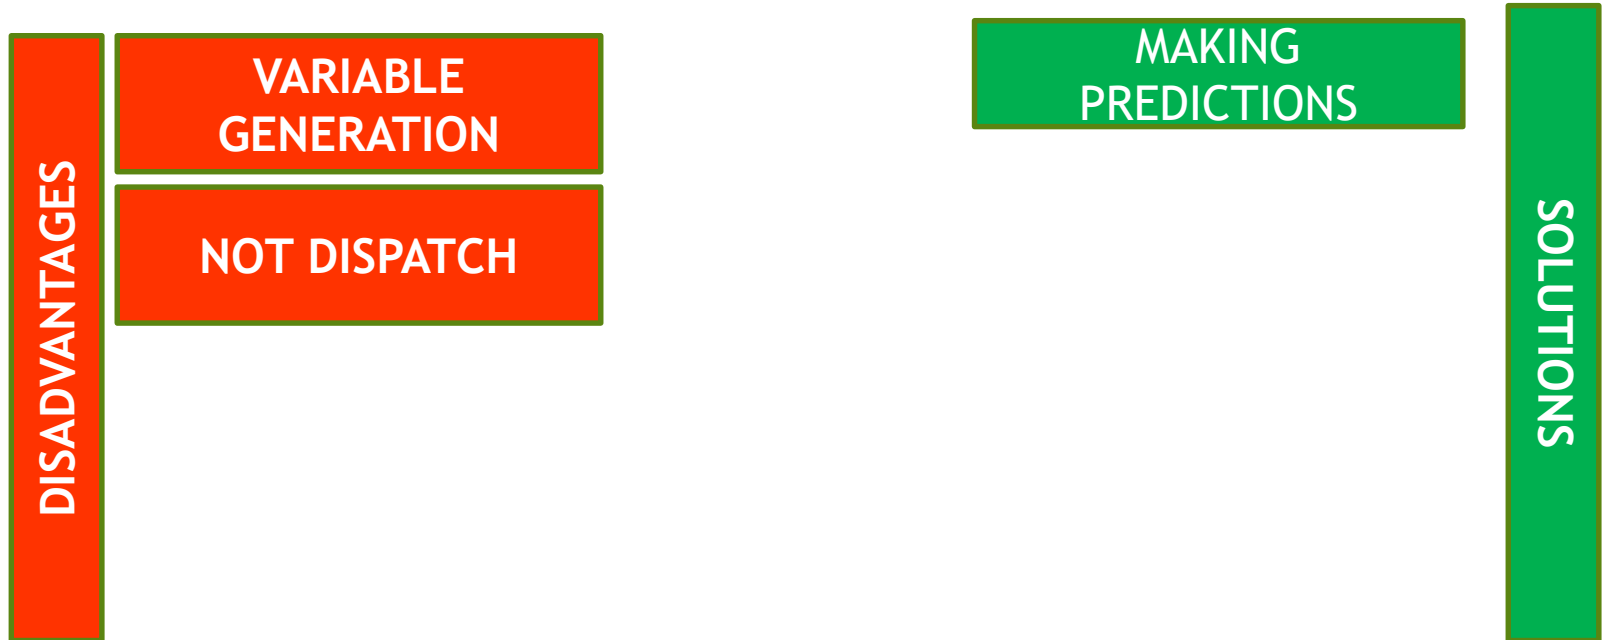 DISADVANTAGES
VARIABLE
GENERATION
NOT DISPATCH
MAKING
PREDICTIONS
SOLUTIONS